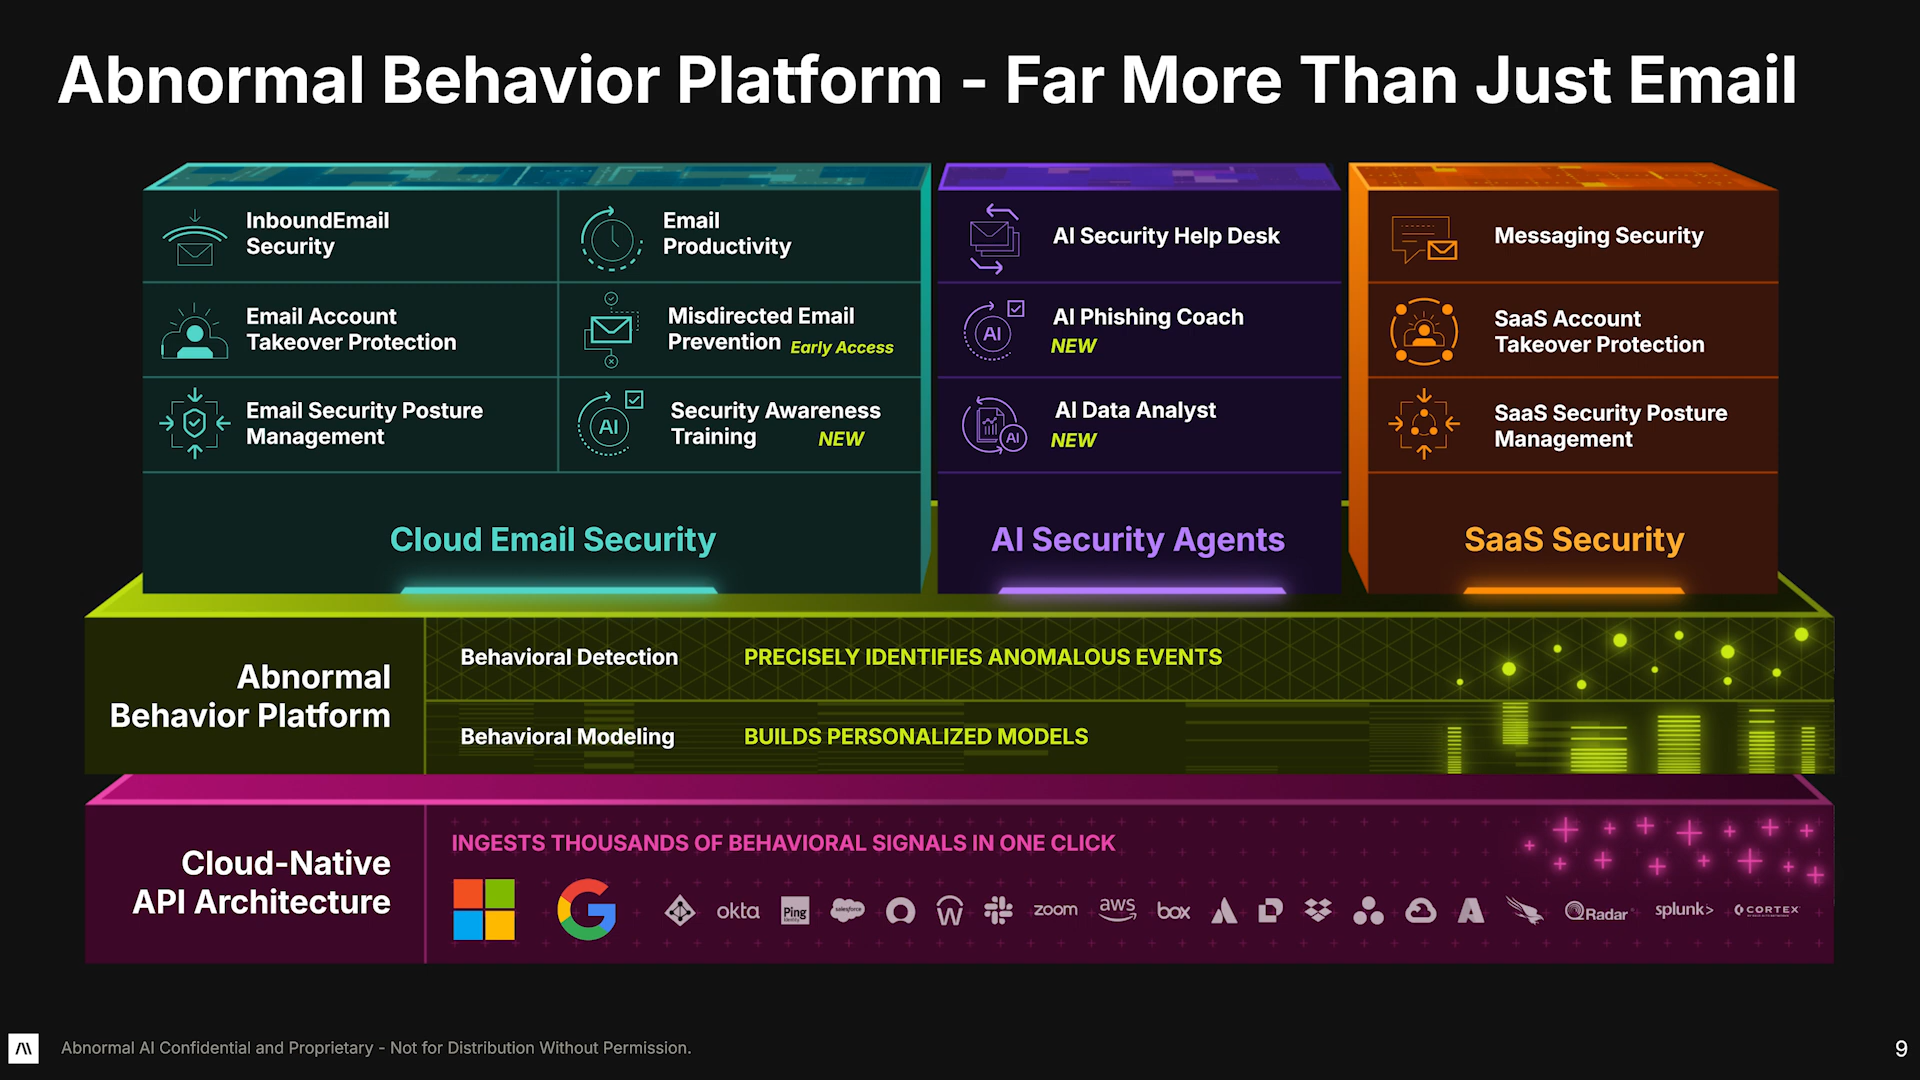 Abnormal Behavior Platform - Far More Than Just Email
InboundEmail
Security
Email
Productivity
Email Account
Takeover Protection
Misdirected Email
Prevention Early Access
Email Security Posture
Management
AI
Security Awareness
Training NEW
Cloud Email Security
AI Security Help Desk
AI
AI Phishing Coach
NEW
AI
AI Data Analyst
NEW
AI Security Agents
Messaging Security
SaaS Account
Takeover Protection
SaaS Security Posture
Management
SaaS Security
Abnormal
Behavior Platform
Behavioral Detection PRECISELY IDENTIFIES ANOMALOUS EVENTS
Behavioral Modeling BUILDS PERSONALIZED MODELS
Cloud-Native
API Architecture
INGESTS THOUSANDS OF BEHAVIORAL SIGNALS IN ONE CLICK
okta Ping Identity salesforce zoom aws box Radar splunk> CORTEX
Abnormal AI Confidential and Proprietary - Not for Distribution Without Permission.
9